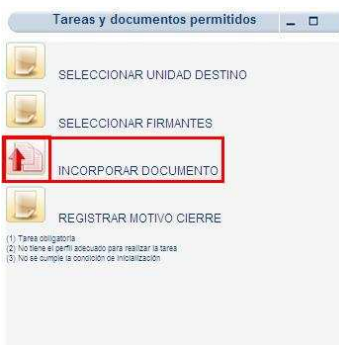 Tareas y documentos permitidos
SELECCIONAR UNIDAD DESTINO
SELECCIONAR FIRMANTES
INCORPORAR DOCUMENTO
REGISTRAR MOTIVO CIERRE
(1) Tarea obligatoria
(2) No tiene el perfil adecuado para realizar la tarea
(3) No se cumple la condición de inicialización